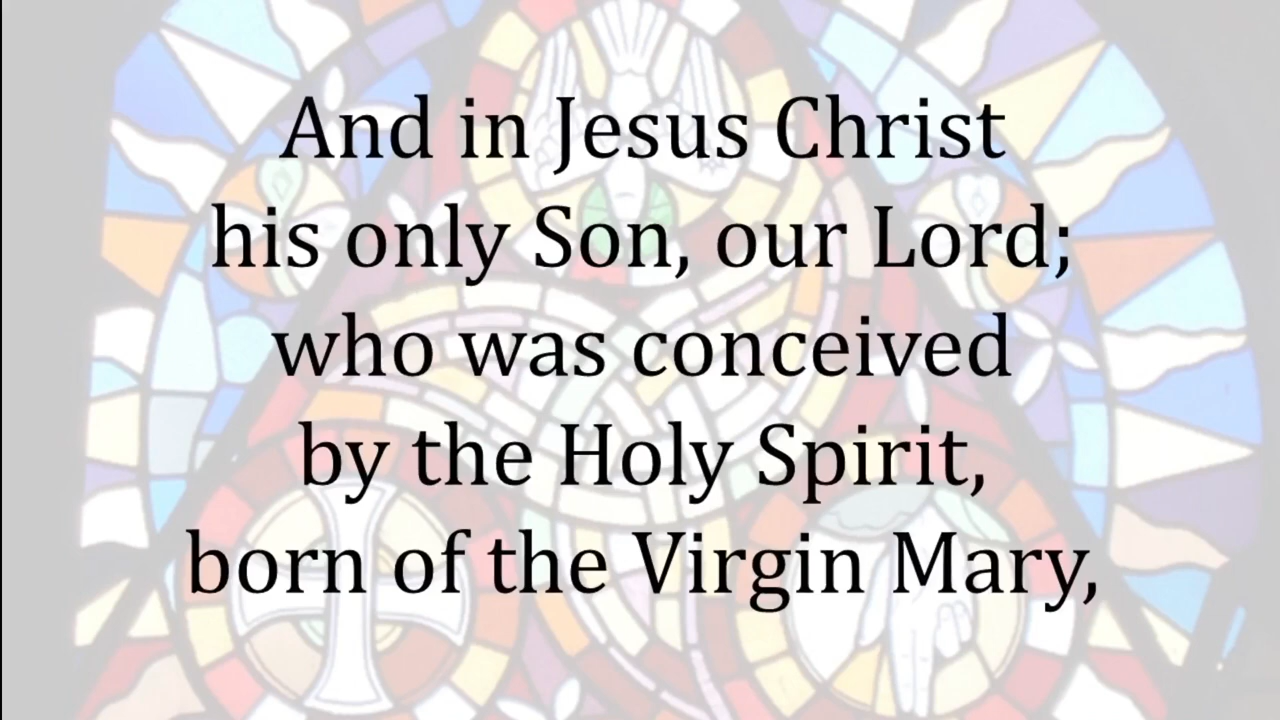 And in Jesus Christ
his only Son, our Lord;
who was conceived
by the Holy Spirit,
born of the Virgin Mary,